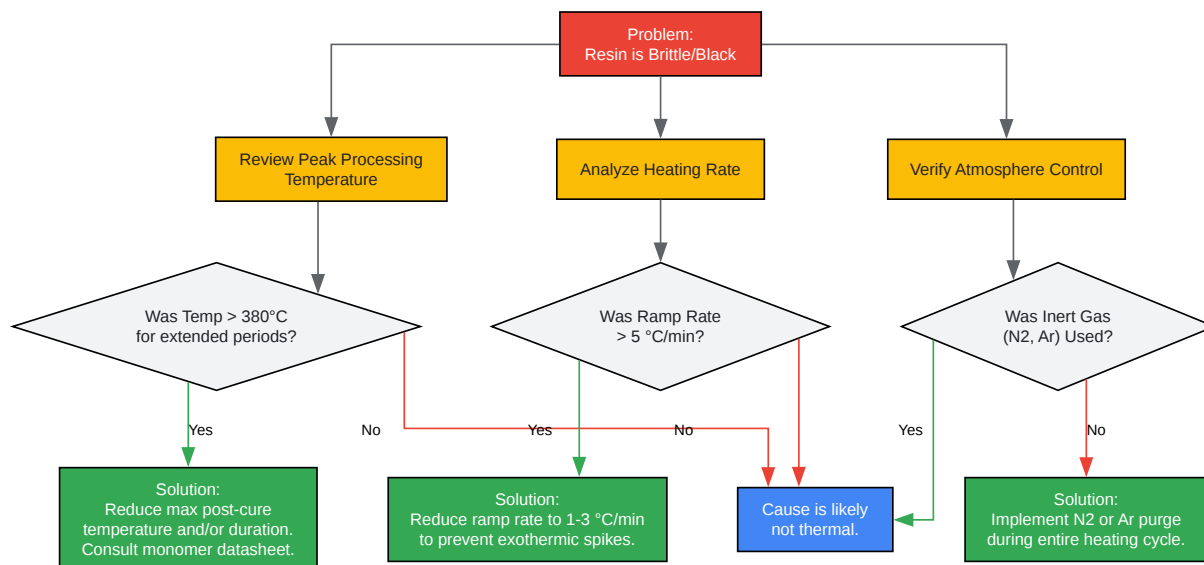 Problem:
Resin is Brittle/Black
Review Peak Processing
Temperature
Analyze Heating Rate
Verify Atmosphere Control
Was Temp > 380°C
for extended periods?
Was Ramp Rate
> 5 °C/min?
Was Inert Gas
(N2, Ar) Used?
Yes
No
Yes
No
Yes
No
Solution:
Reduce max post-cure
temperature and/or duration.
Consult monomer datasheet.
Solution:
Reduce ramp rate to 1-3 °C/min
to prevent exothermic spikes.
Cause is likely
not thermal.
Solution:
Implement N2 or Ar purge
during entire heating cycle.